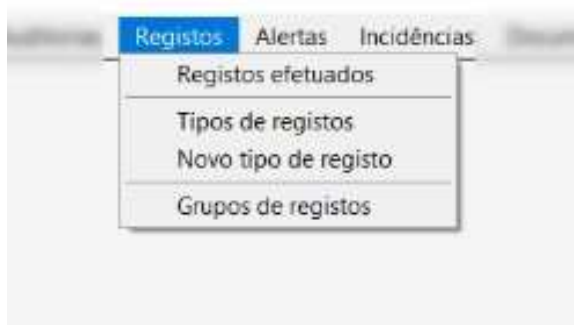 Registos Alertas Incidências
Registos efetuados
Tipos de registos
Novo tipo de registo
Grupos de registos